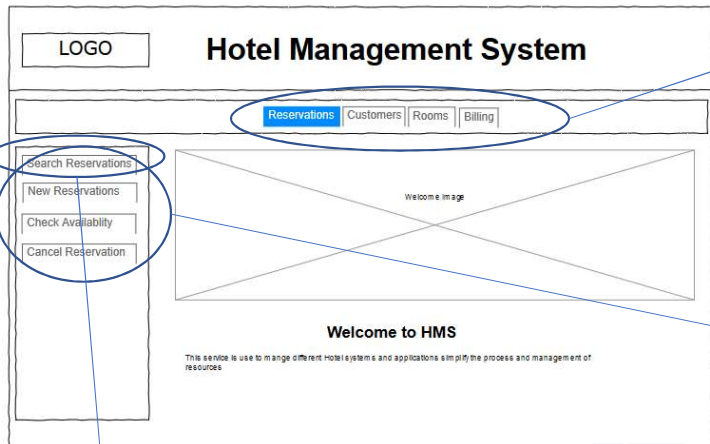 LOGO
Hotel Management System
Reservations Customers Rooms Billing
Search Reservations
New Reservations
Check Availablity
Cancel Reservation
Welcome Image
Welcome to HMS
This service is use to mange different Hotel systems and applications simplify the process and management of
resources